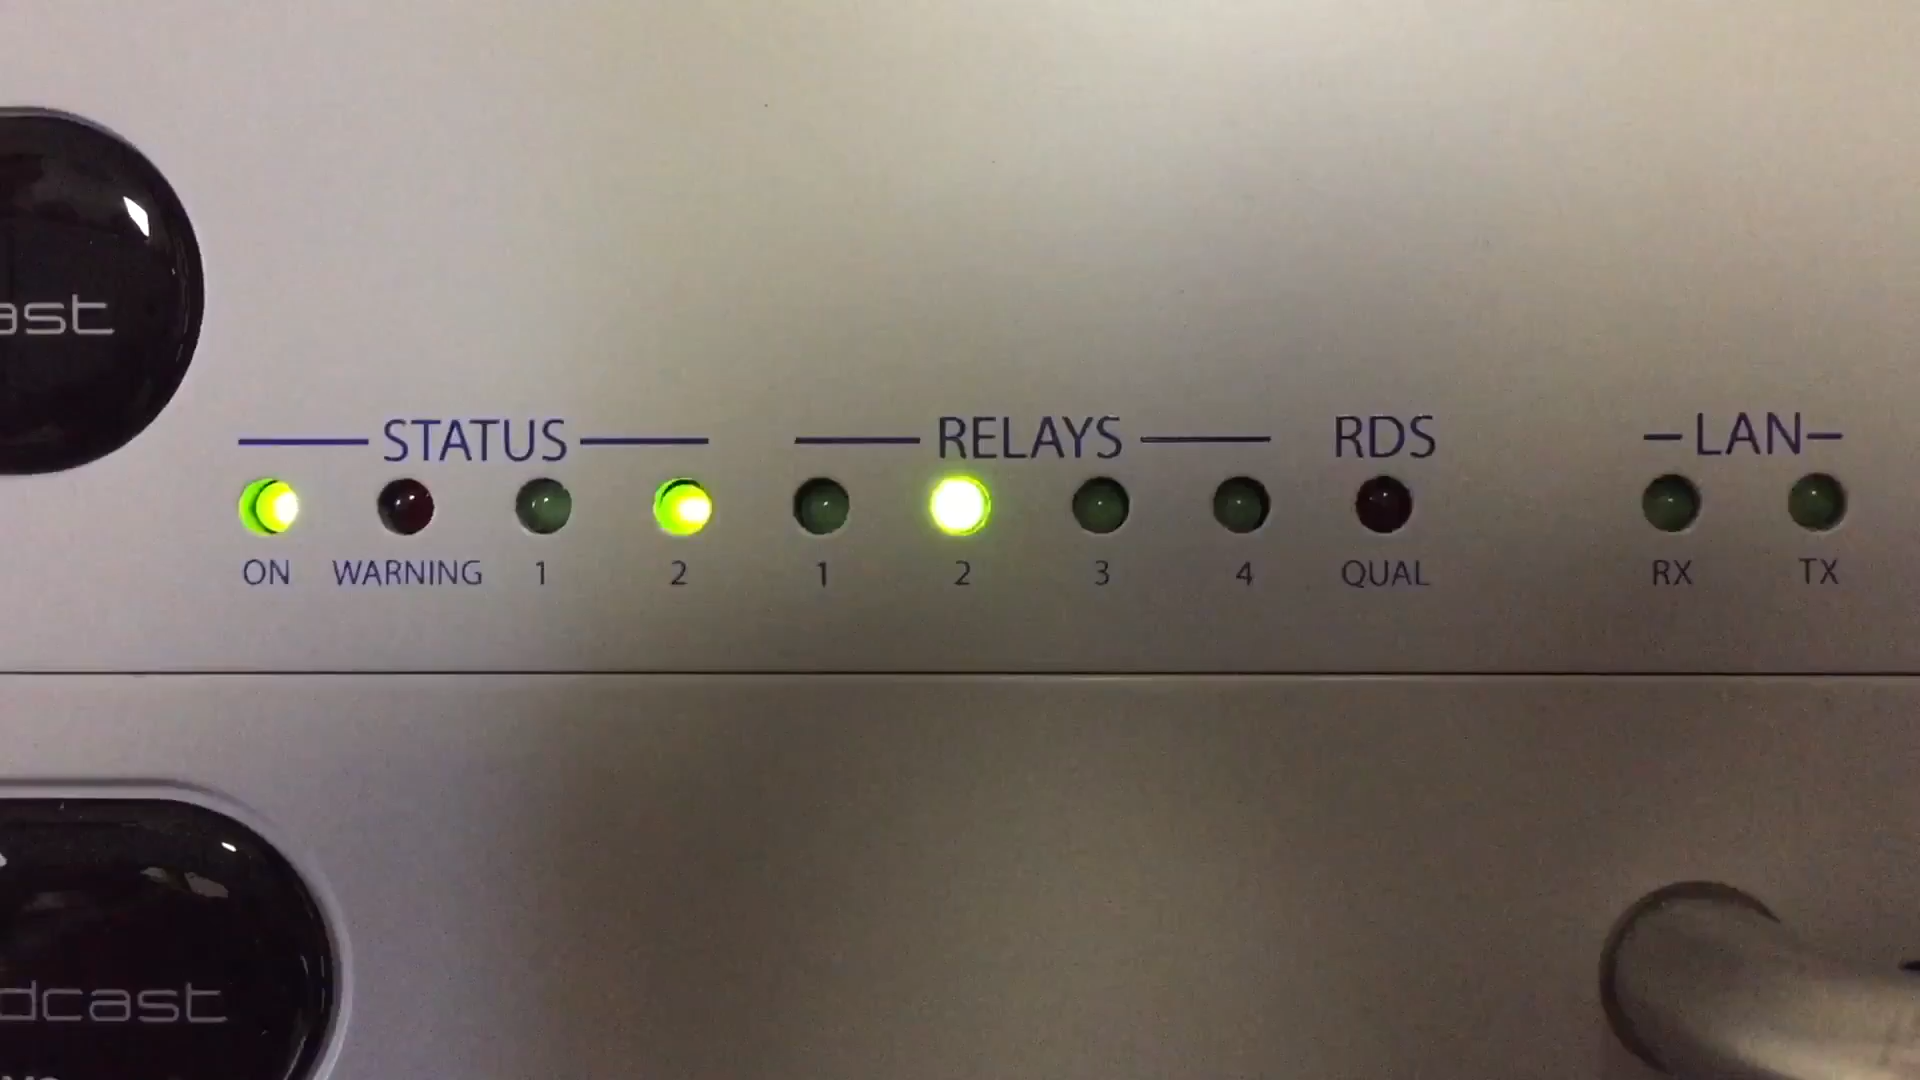 ast
STATUS RELAYS RDS LAN
ON WARNING 1 2 1 2 3 4 QUAL RX TX
dcast